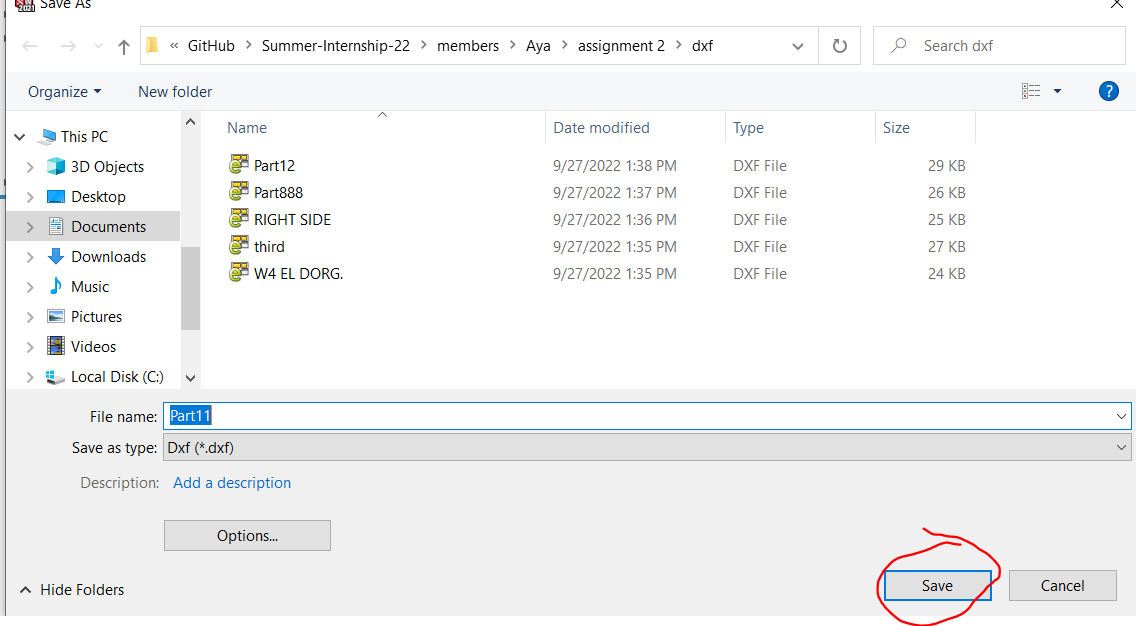 Save As
« GitHub > Summer-Internship-22 > members > Aya > assignment 2 > dxf
Search dxf
Organize
New folder
?
Name
Date modified
Type
Size
This PC
3D Objects
Desktop
Documents
Downloads
Music
Pictures
Videos
Local Disk (C:)
Part12 9/27/2022 1:38 PM DXF File 29 KB
Part888 9/27/2022 1:37 PM DXF File 26 KB
RIGHT SIDE 9/27/2022 1:36 PM DXF File 25 KB
third 9/27/2022 1:35 PM DXF File 27 KB
W4 EL DORG. 9/27/2022 1:35 PM DXF File 24 KB
File name: Part11
Save as type: Dxf (*.dxf)
Description: Add a description
Options...
Hide Folders
Save
Cancel